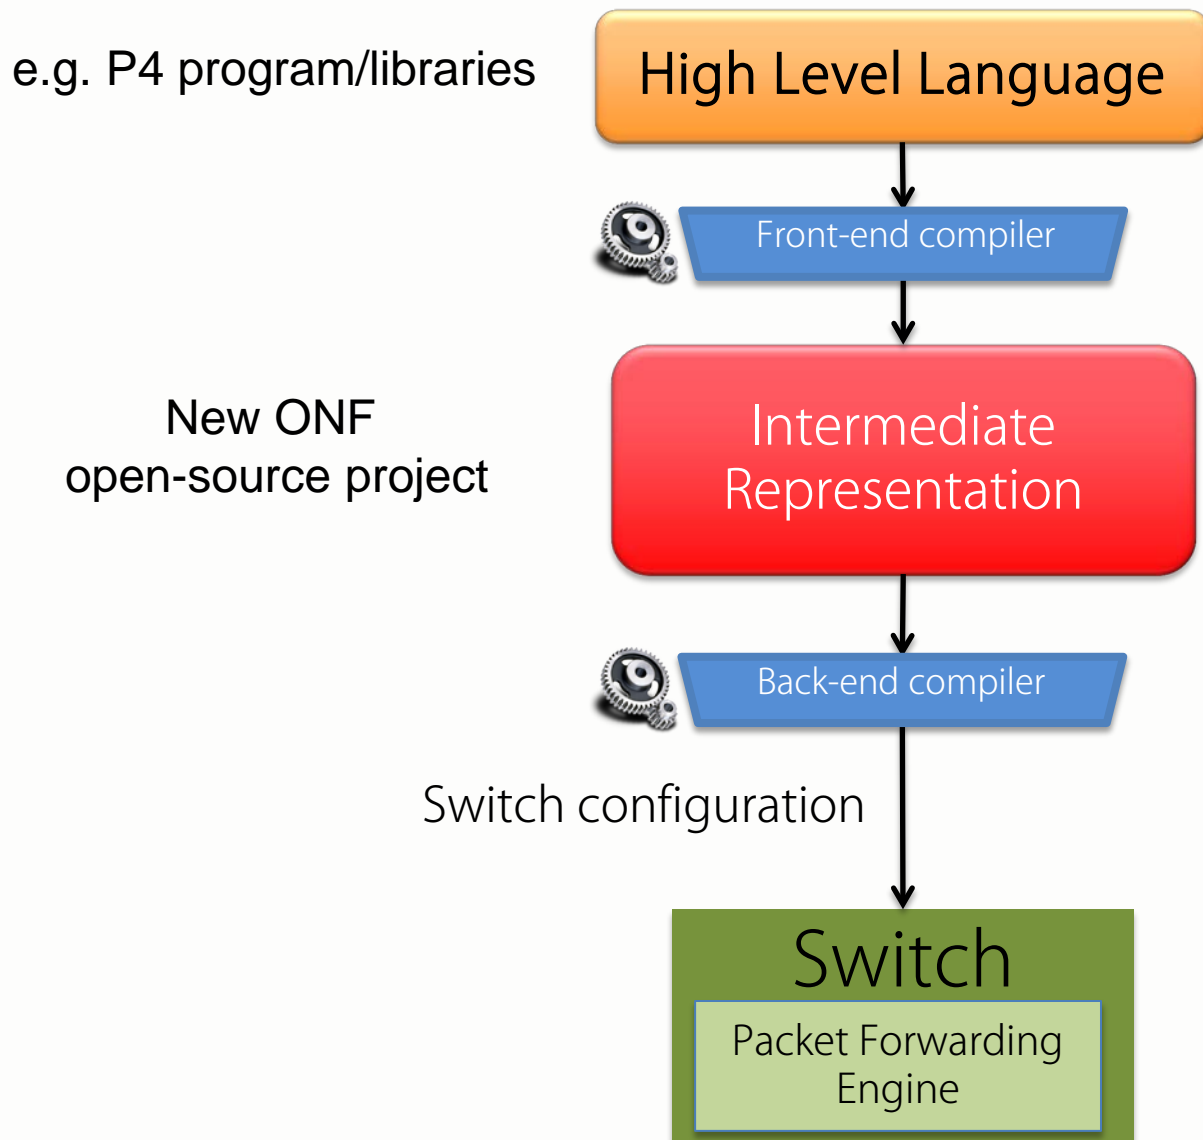 e.g. P4 program/libraries
High Level Language
Front-end compiler
New ONF
open-source project
Intermediate
Representation
Back-end compiler
Switch configuration
Switch
Packet Forwarding
Engine